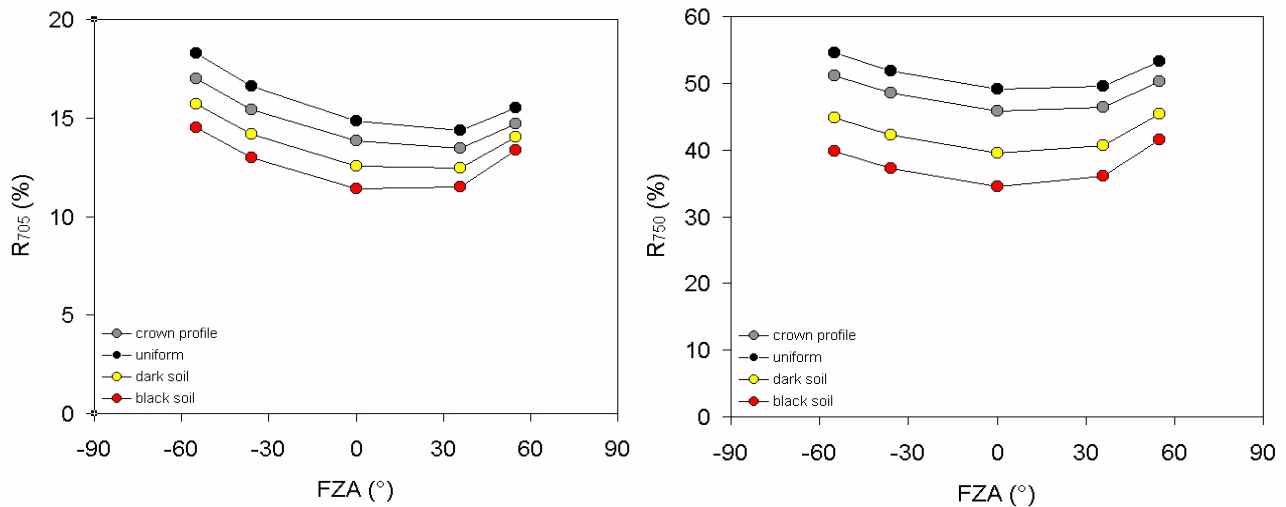 20
15
10
5
0
R705 (%)
crown profile
uniform
dark soil
black soil
-90 -60 -30 0 30 60 90
FZA (°)
60
50
40
30
20
10
0
R750 (%)
crown profile
uniform
dark soil
black soil
-90 -60 -30 0 30 60 90
FZA (°)